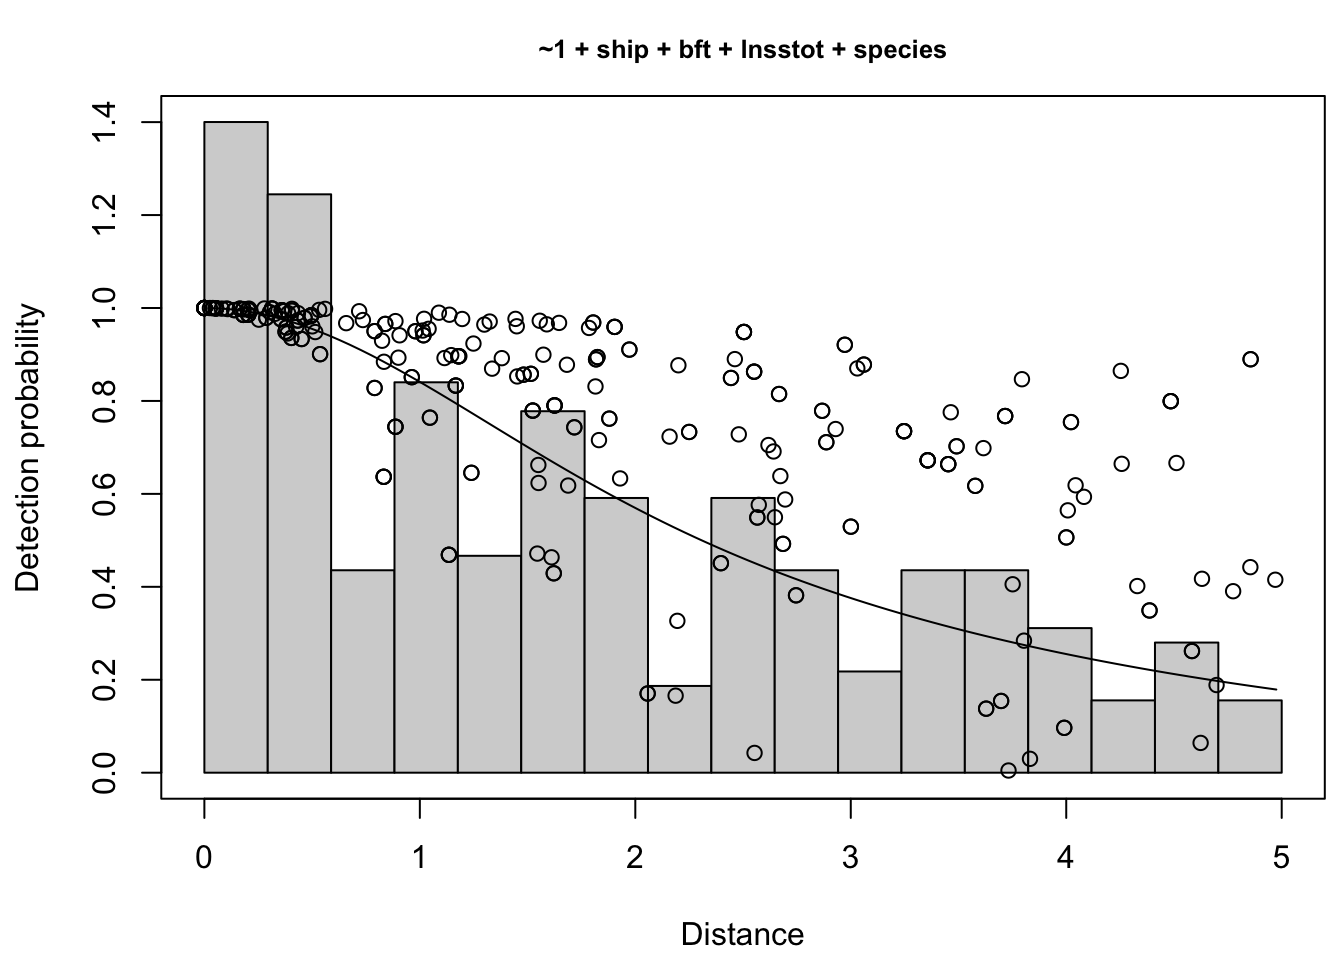 ~1 + ship + bft + lnsstot + species
Detection probability
1.4
1.2
1.0
0.8
0.6
0.4
0.2
0.0
0 1 2 3 4 5
Distance